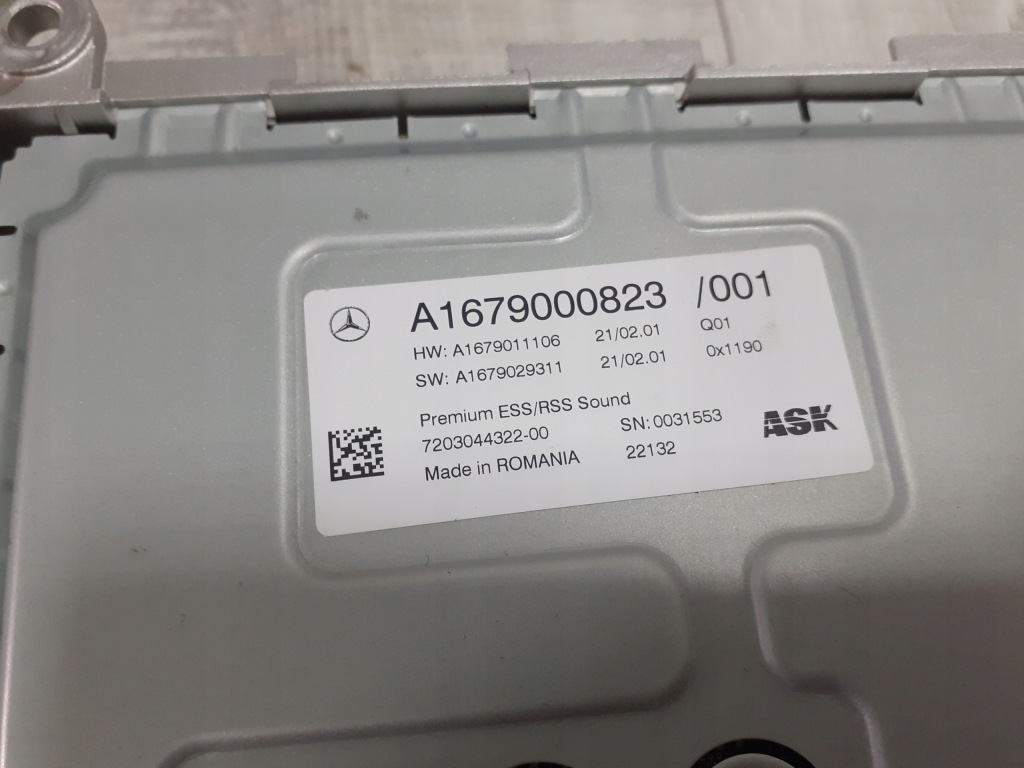 A1679000823 /001
HW: A1679011106 21/02.01 Q01
SW: A1679029311 21/02.01 0x1190
Premium ESS/RSS Sound
7203044322-00 SN: 0031553
Made in ROMANIA 22132
ASK